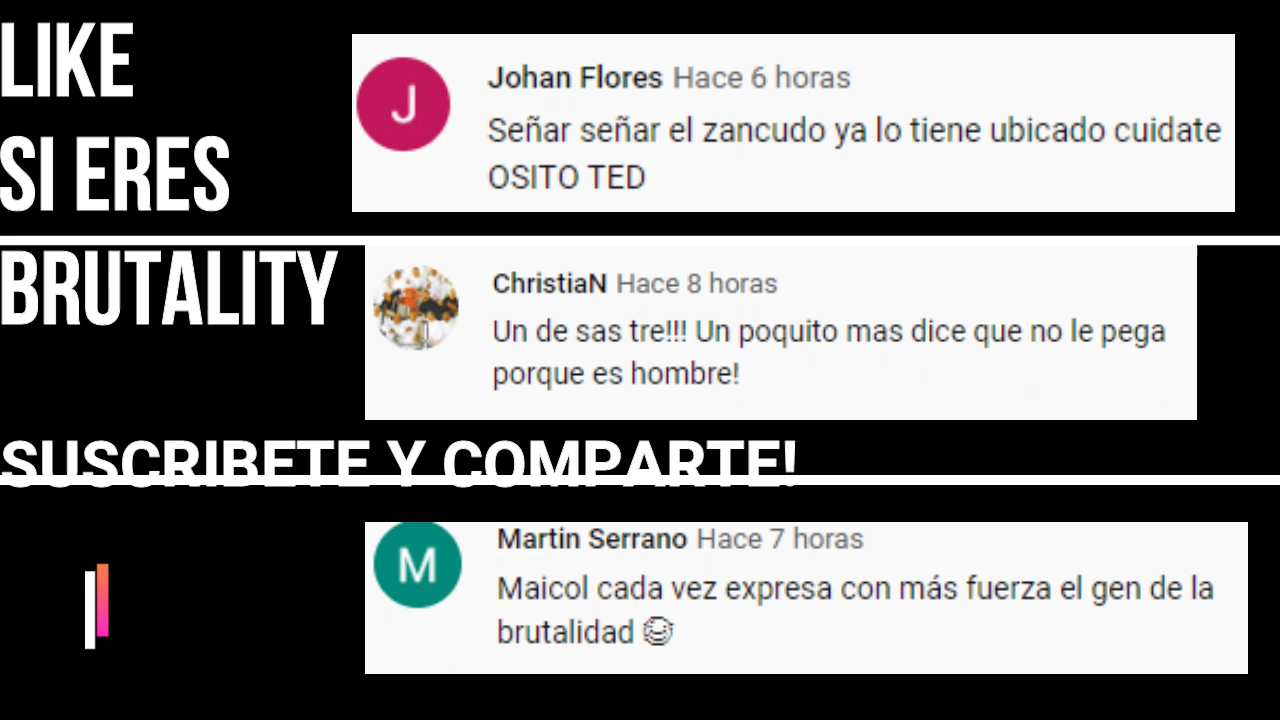 LIKE
SI ERES
BRUTALITY
Johan Flores Hace 6 horas
J
Señar señar el zancudo ya lo tiene ubicado cuidate
OSITO TED
ChristiaN Hace 8 horas
Un de sas tre!!! Un poquito mas dice que no le pega
porque es hombre!
SUSCRIBETE Y COMPARTE!
Martin Serrano Hace 7 horas
M
Maicol cada vez expresa con más fuerza el gen de la
brutalidad 😂